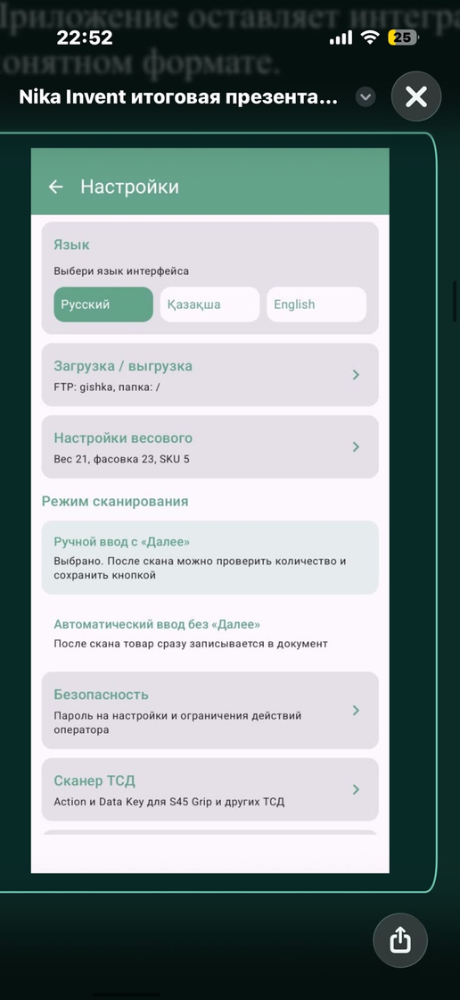 Приложение оставляет интегра
22:52
25
понятном формате.
Nika Invent итоговая презента...
Настройки
Язык
Выбери язык интерфейса
Русский
Қазақша
English
Загрузка / выгрузка
FTP: gishka, папка: /
Настройки весового
Вес 21, фасовка 23, SKU 5
Режим сканирования
Ручной ввод с «Далее»
Выбрано. После скана можно проверить количество и
сохранить кнопкой
Автоматический ввод без «Далее»
После скана товар сразу записывается в документ
Безопасность
Пароль на настройки и ограничения действий
оператора
Сканер ТСД
Action и Data Key для S45 Grip и других ТСД